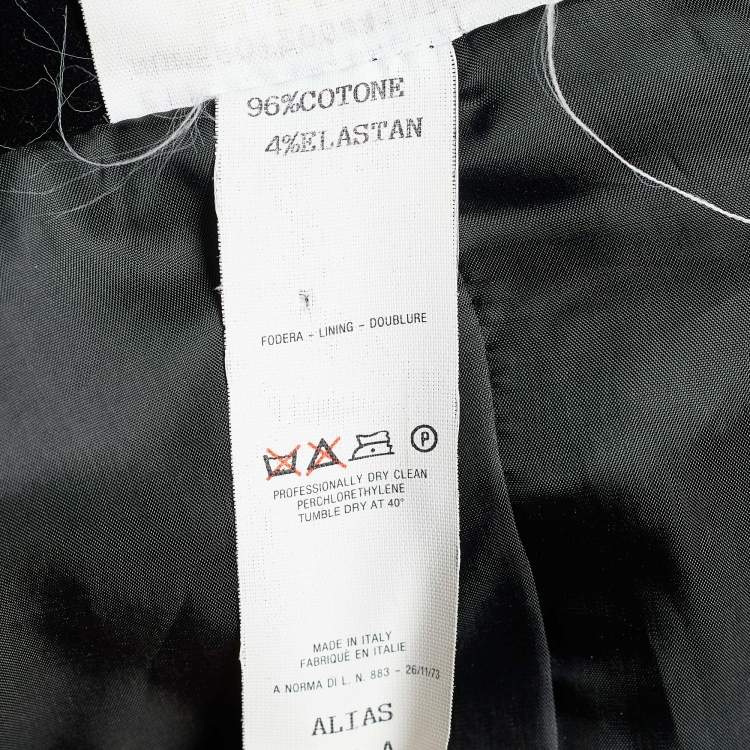 96%COTONE
4%ELASTAN
FODERA - LINING - DOUBLURE
P
PROFESSIONALLY DRY CLEAN
PERCHLORETHYLENE
TUMBLE DRY AT 40°
MADE IN ITALY
FABRIQUÈ EN ITALIE
A NORMA DI L. N. 883 - 26/11/73
ALIAS